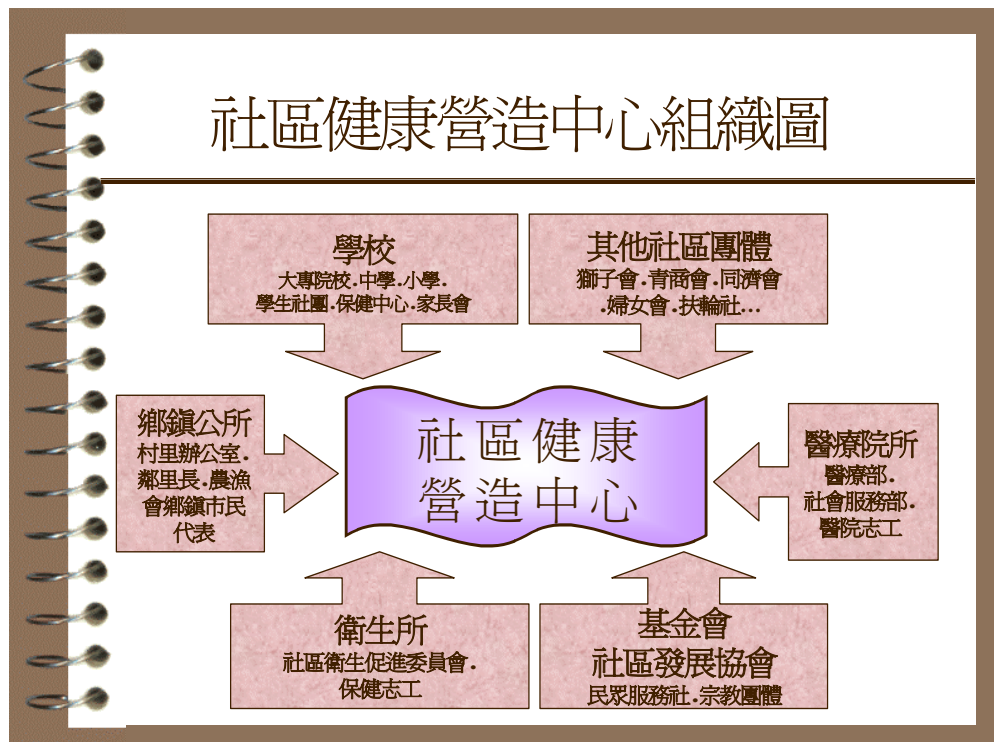 社區健康營造中心組織圖
學校
大專院校.中學.小學.
學生社團.保健中心.家長會
其他社區團體
獅子會.青商會.同濟會
.婦女會.扶輪社...
鄉鎮公所
村里辦公室.
鄰里長.農漁
會鄉鎮市民
代表
社區健康
營造中心
醫療院所
醫療部.
社會服務部.
醫院志工
衛生所
社區衛生促進委員會.
保健志工
基金會
社區發展協會
民眾服務社.宗教團體